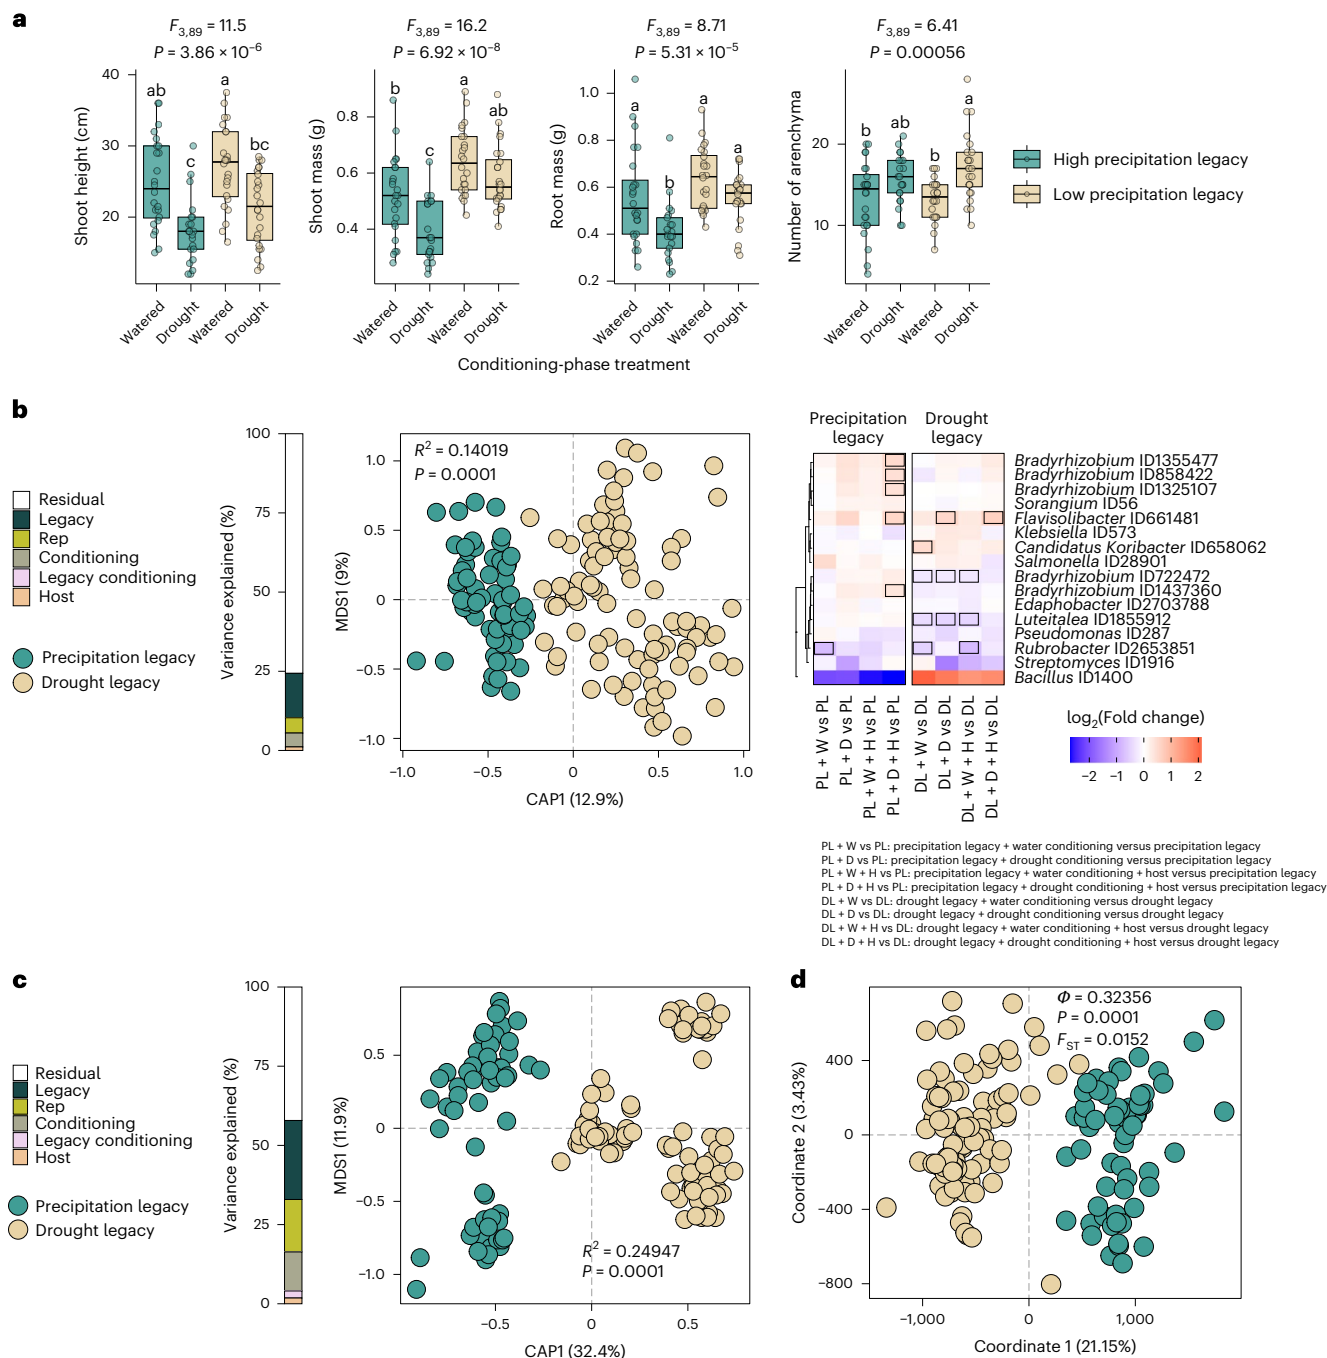 a
F3,89 = 11.5
P = 3.86 × 10−6
F3,89 = 16.2
P = 6.92 × 10−8
F3,89 = 8.71
P = 5.31 × 10−5
F3,89 = 6.41
P = 0.00056
Shoot height (cm)
40
30
20
ab
c
a
bc
Watered
Drought
Watered
Drought
Shoot mass (g)
0.8
0.6
0.4
b
c
a
ab
Watered
Drought
Watered
Drought
Root mass (g)
1.0
0.8
0.6
0.4
0.2
a
b
a
a
Watered
Drought
Watered
Drought
Number of arenchyma
20
10
b
ab
b
a
Watered
Drought
Watered
Drought
High precipitation legacy
Low precipitation legacy
Conditioning-phase treatment
b
Residual
Legacy
Rep
Conditioning
Legacy conditioning
Host
Precipitation legacy
Drought legacy
Variance explained (%)
100
75
50
25
0
R2 = 0.14019
P = 0.0001
MDS1 (9%)
1.0
0.5
0
−0.5
−1.0
−1.0
−0.5
0
0.5
1.0
CAP1 (12.9%)
Precipitation legacy
Drought legacy
Bradyrhizobium ID1355477
Bradyrhizobium ID858422
Bradyrhizobium ID1325107
Sorangium ID56
Flavisolibacter ID661481
Klebsiella ID573
Candidatus Koribacter ID658062
Salmonella ID28901
Bradyrhizobium ID722472
Bradyrhizobium ID1437360
Edaphobacter ID2703788
Luteitalea ID1855912
Pseudomonas ID287
Rubrobacter ID2653851
Streptomyces ID1916
Bacillus ID1400
PL + W vs PL
PL + D vs PL
PL + W + H vs PL
PL + D + H vs PL
DL + W vs DL
DL + D vs DL
DL + W + H vs DL
DL + D + H vs DL
log2(Fold change)
−2
−1
0
1
2
PL + W vs PL: precipitation legacy + water conditioning versus precipitation legacy
PL + D vs PL: precipitation legacy + drought conditioning versus precipitation legacy
PL + W + H vs PL: precipitation legacy + water conditioning + host versus precipitation legacy
PL + D + H vs PL: precipitation legacy + drought conditioning + host versus precipitation legacy
DL + W vs DL: drought legacy + water conditioning versus drought legacy
DL + D vs DL: drought legacy + drought conditioning versus drought legacy
DL + W + H vs DL: drought legacy + water conditioning + host versus drought legacy
DL + D + H vs DL: drought legacy + drought conditioning + host versus drought legacy
c
Residual
Legacy
Rep
Conditioning
Legacy conditioning
Host
Precipitation legacy
Drought legacy
Variance explained (%)
100
75
50
25
0
MDS1 (11.9%)
0.5
0
−0.5
−1.0
R2 = 0.24947
P = 0.0001
−0.5
0
0.5
CAP1 (32.4%)
d
Φ = 0.32356
P = 0.0001
FST = 0.0152
Coordinate 2 (3.43%)
400
0
−400
−800
−1,000
0
1,000
Coordinate 1 (21.15%)